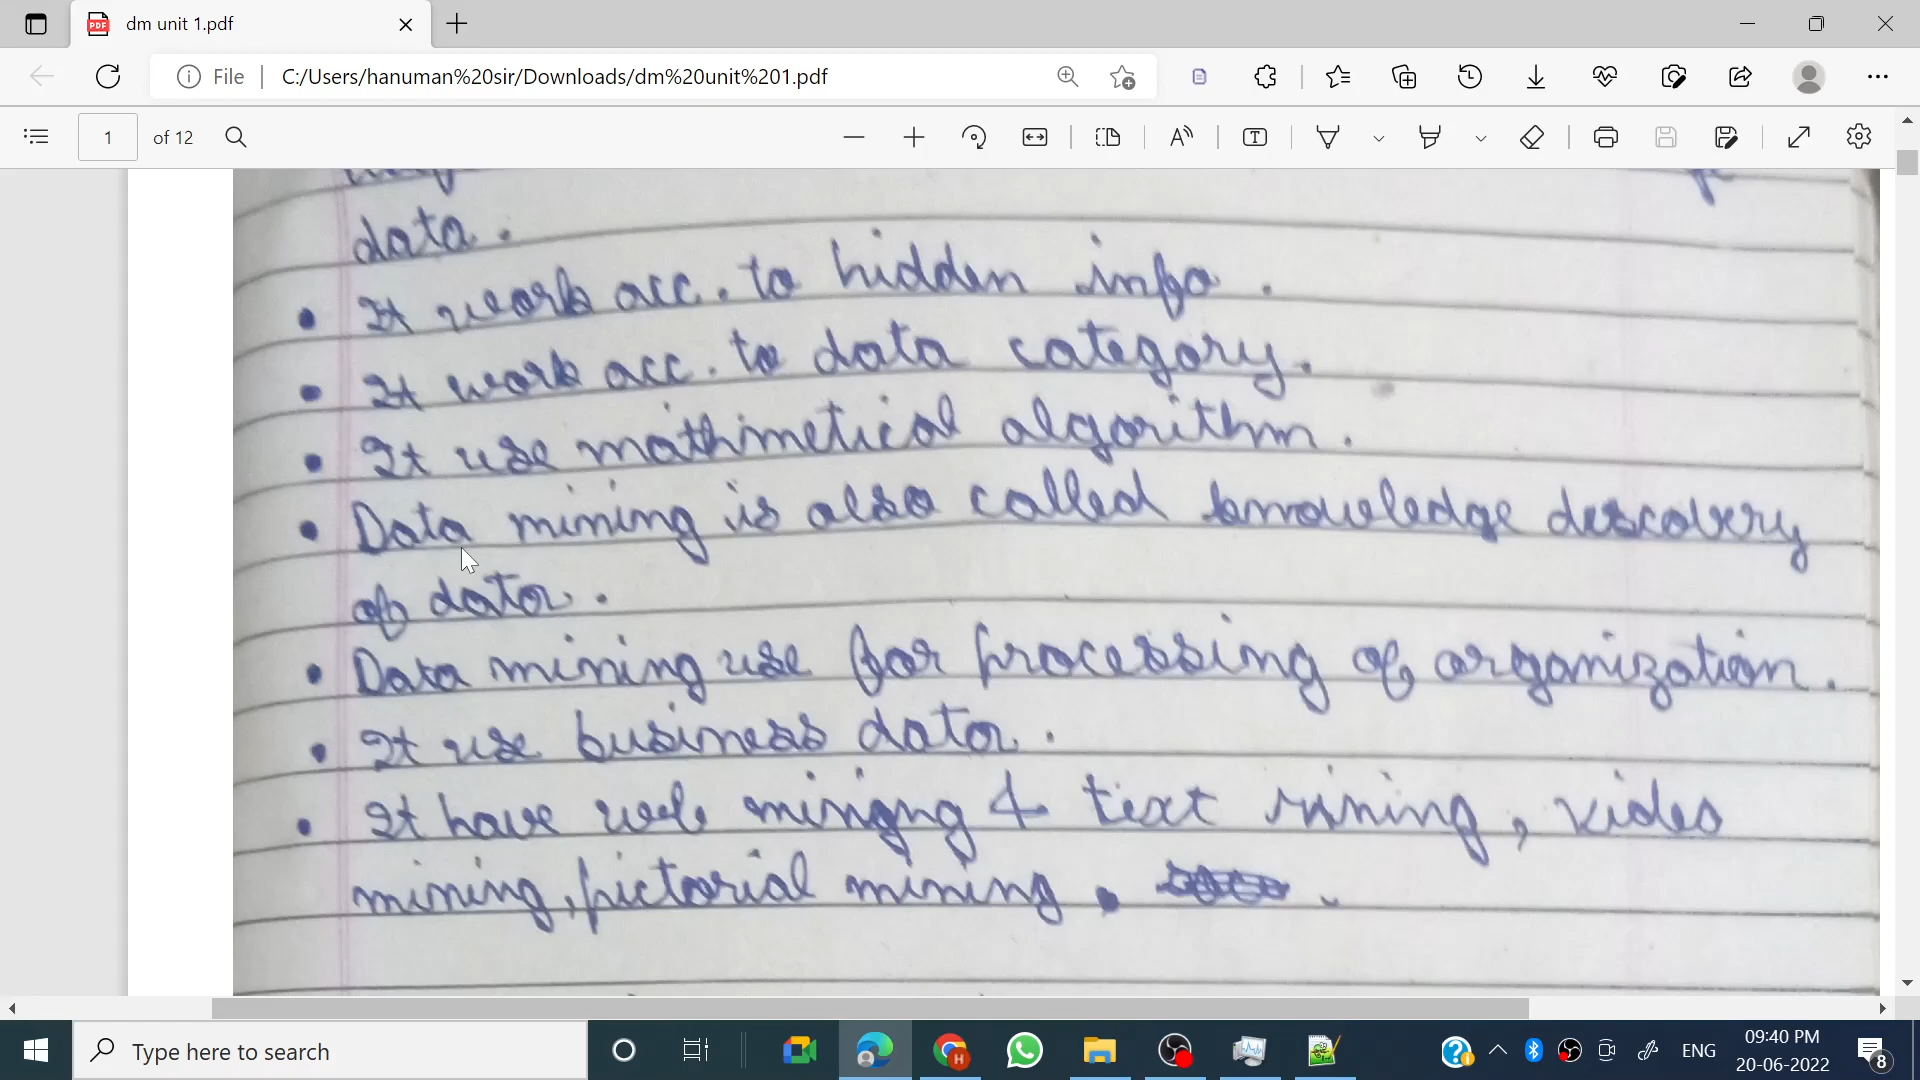 dm unit 1.pdf
File
C:/Users/hanuman%20sir/Downloads/dm%20unit%201.pdf
1 of 12
data.
• It work acc. to hidden info.
• It work acc. to data category.
• It use mathimetical algorithm.
• Data mining is also called knowledge descovery
of data.
• Data mining use for processing of organization.
• It use business data.
• It have web mining & text mining, video
mining, pictorial mining.
Type here to search
ENG
09:40 PM
20-06-2022
8